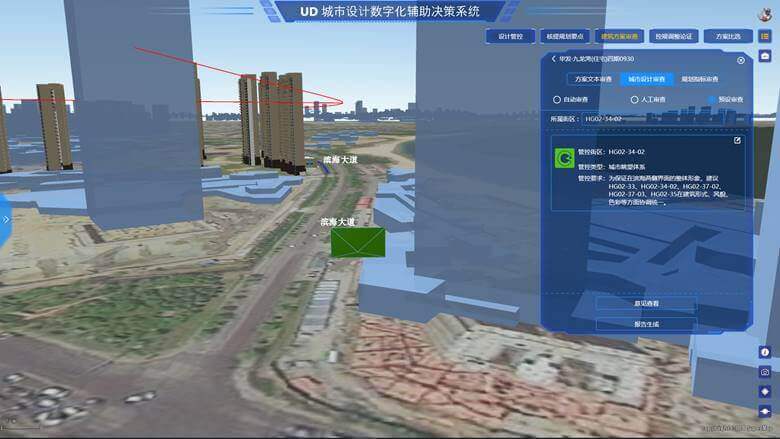 UD 城市设计数字化辅助决策系统
设计管控
核提规划要点
建筑方案审查
控规调整论证
方案比选
华发·九龙湾(住宅)四期0930
方案文本审查
城市设计审查
规划指标审查
自动审查
人工审查
预设审查
所属街区：
HG02-34-02
管控街区：HG02-34-02
管控类型：城市眺望体系
管控要求：为保证在滨海两翼界面的整体形象，建议
HG02-33、HG02-34-02、HG02-37-02、
HG02-37-03、HG02-35在建筑形式、风貌、
色彩等方面协调统一。
滨海大道
滨海大道
意见查看
报告生成